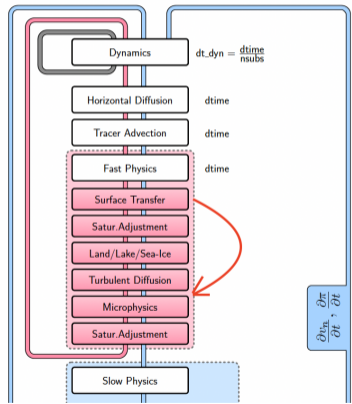 Dynamics dt_dyn = dtime/nsubs
Horizontal Diffusion dtime
Tracer Advection dtime
Fast Physics dtime
Surface Transfer
Satur.Adjustment
Land/Lake/Sea-Ice
Turbulent Diffusion
Microphysics
Satur.Adjustment
∂vₙ/∂t , ∂π/∂t
Slow Physics